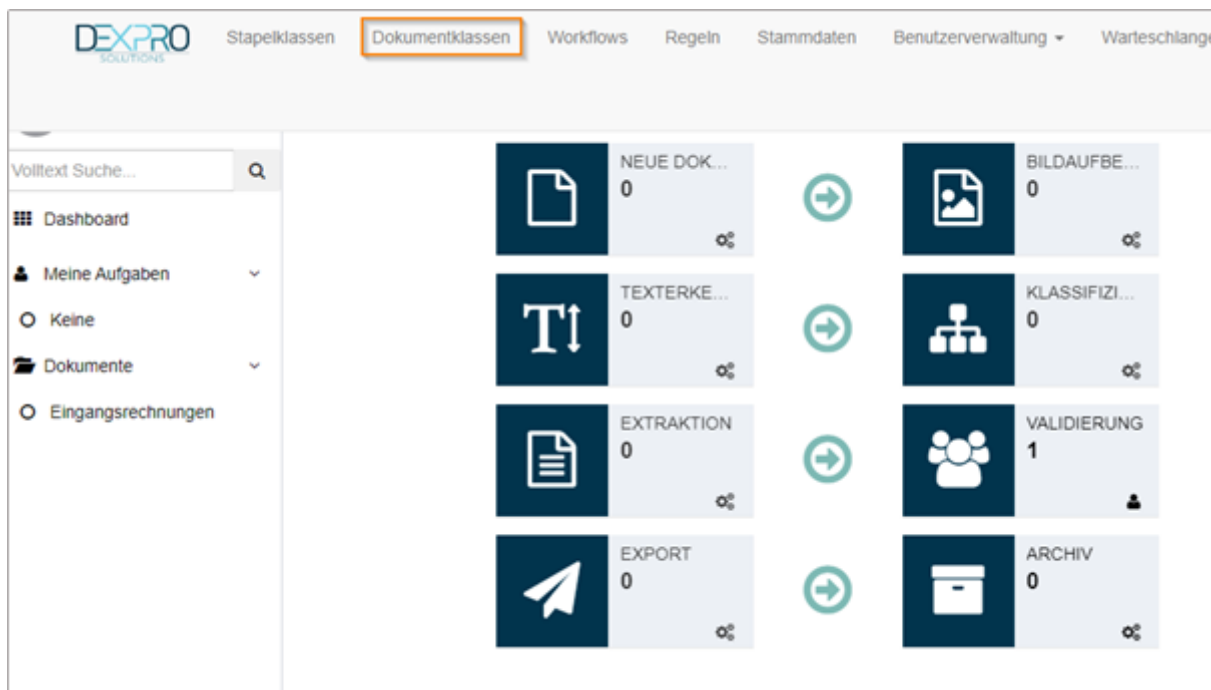 DEXPRO
SOLUTIONS
Stapelklassen Dokumentklassen Workflows Regeln Stammdaten Benutzerverwaltung Warteschlange
Volltext Suche...
Dashboard
Meine Aufgaben
Keine
Dokumente
Eingangsrechnungen
NEUE DOK...
0
BILDAUFBE...
0
TEXTERKE...
0
KLASSIFIZI...
0
EXTRAKTION
0
VALIDIERUNG
1
EXPORT
0
ARCHIV
0